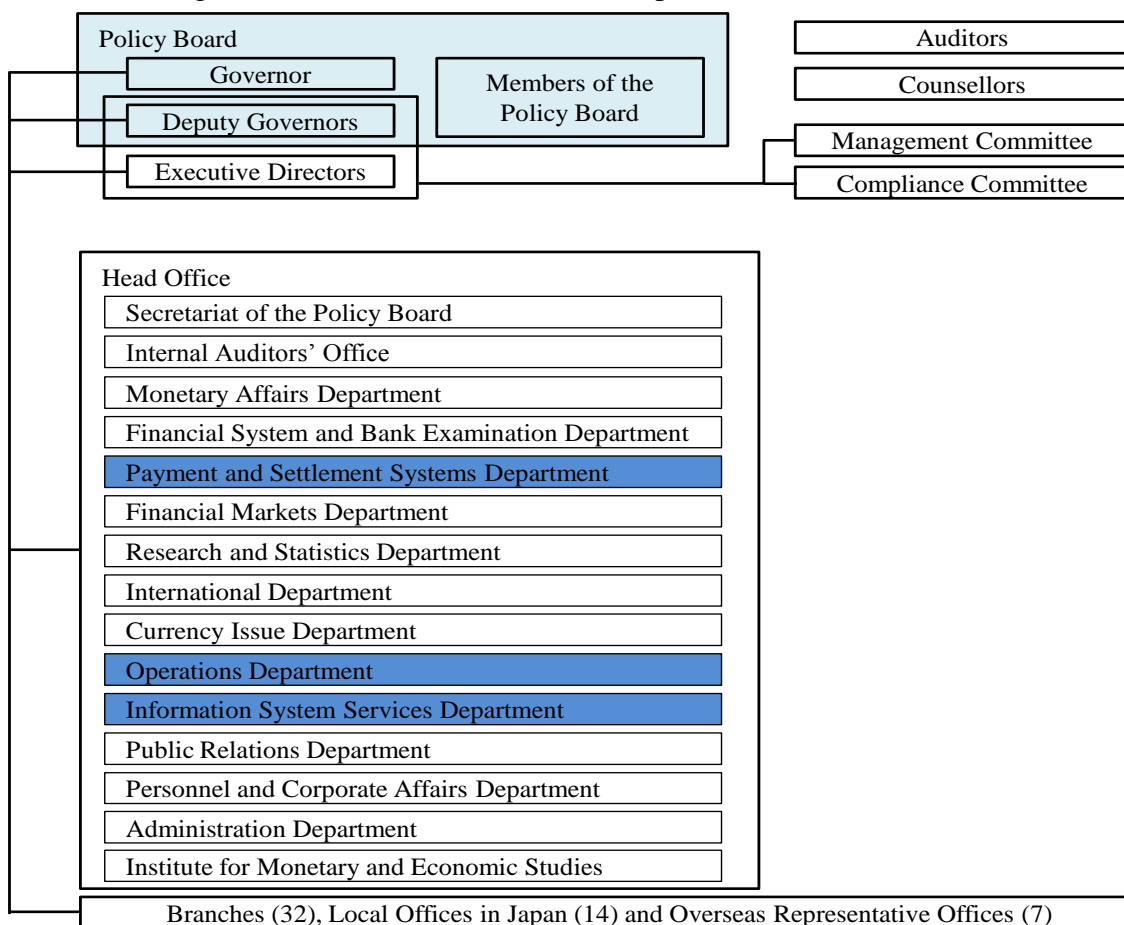 Policy Board
Governor
Members of the
Policy Board
Deputy Governors
Executive Directors
Auditors
Counsellors
Management Committee
Compliance Committee
Head Office
Secretariat of the Policy Board
Internal Auditors’ Office
Monetary Affairs Department
Financial System and Bank Examination Department
Payment and Settlement Systems Department
Financial Markets Department
Research and Statistics Department
International Department
Currency Issue Department
Operations Department
Information System Services Department
Public Relations Department
Personnel and Corporate Affairs Department
Administration Department
Institute for Monetary and Economic Studies
Branches (32), Local Offices in Japan (14) and Overseas Representative Offices (7)